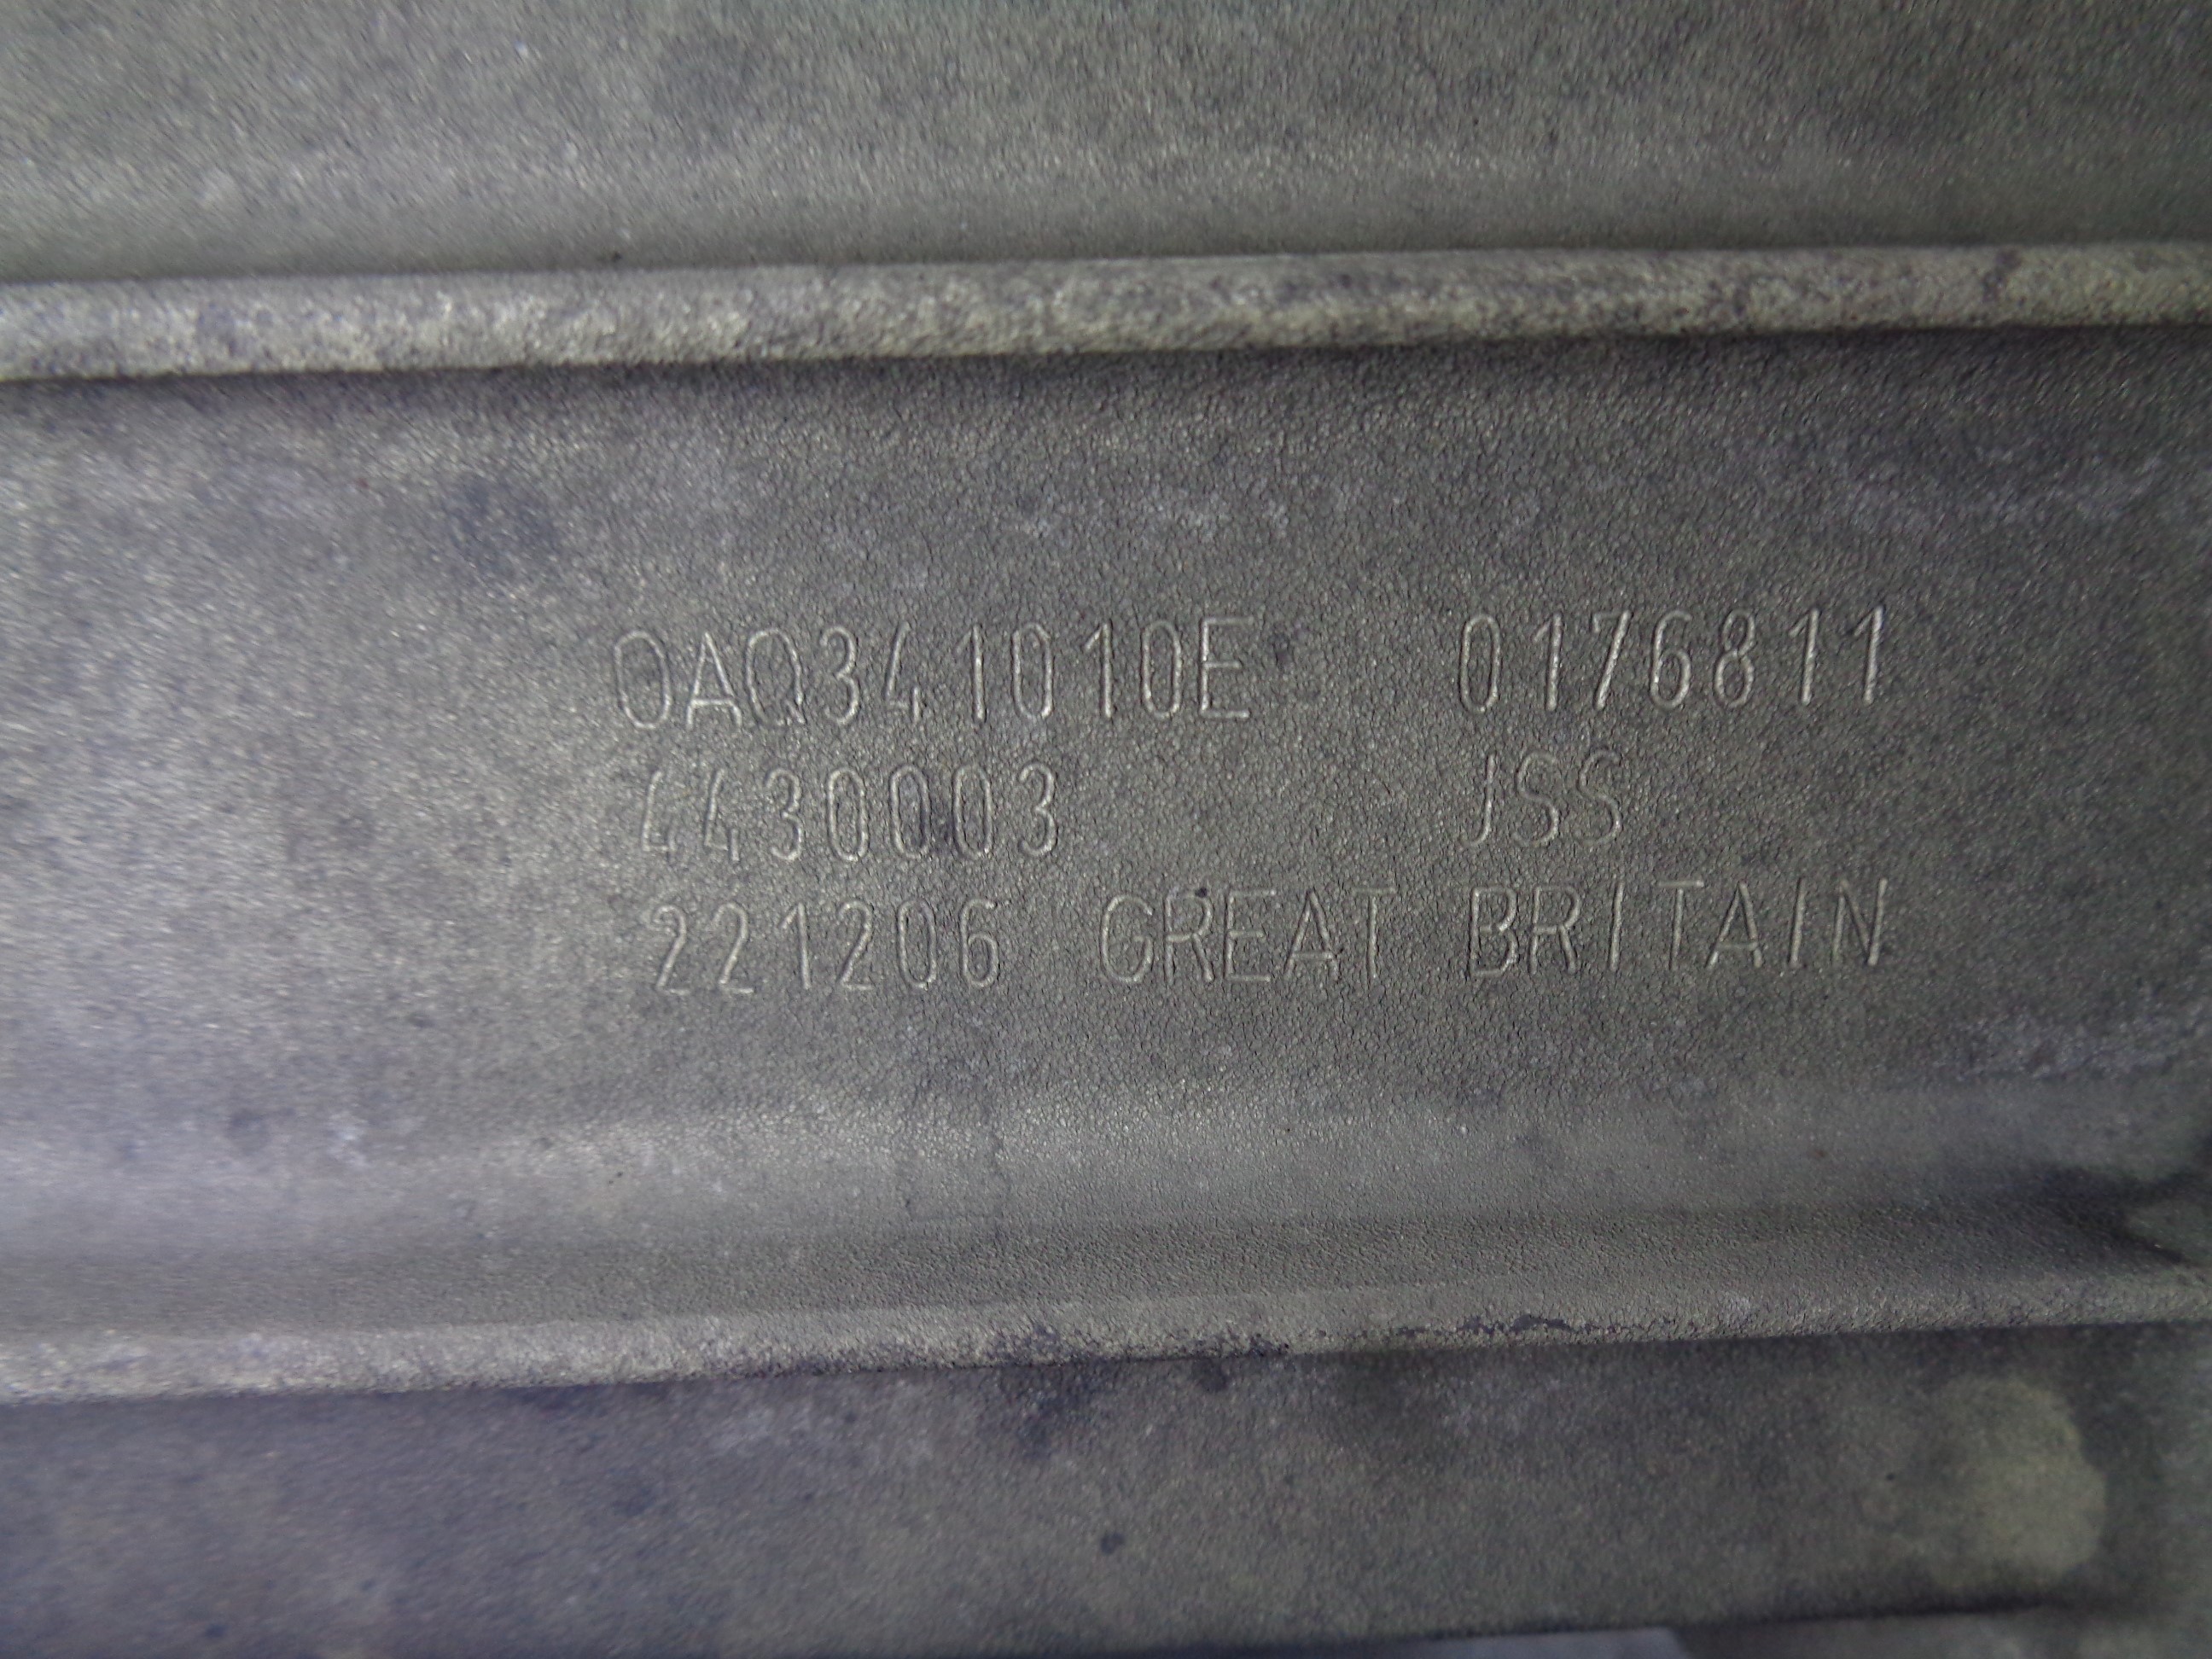 0AQ341010E 0176811
4430003 JSS
221206 GREAT BRITAIN